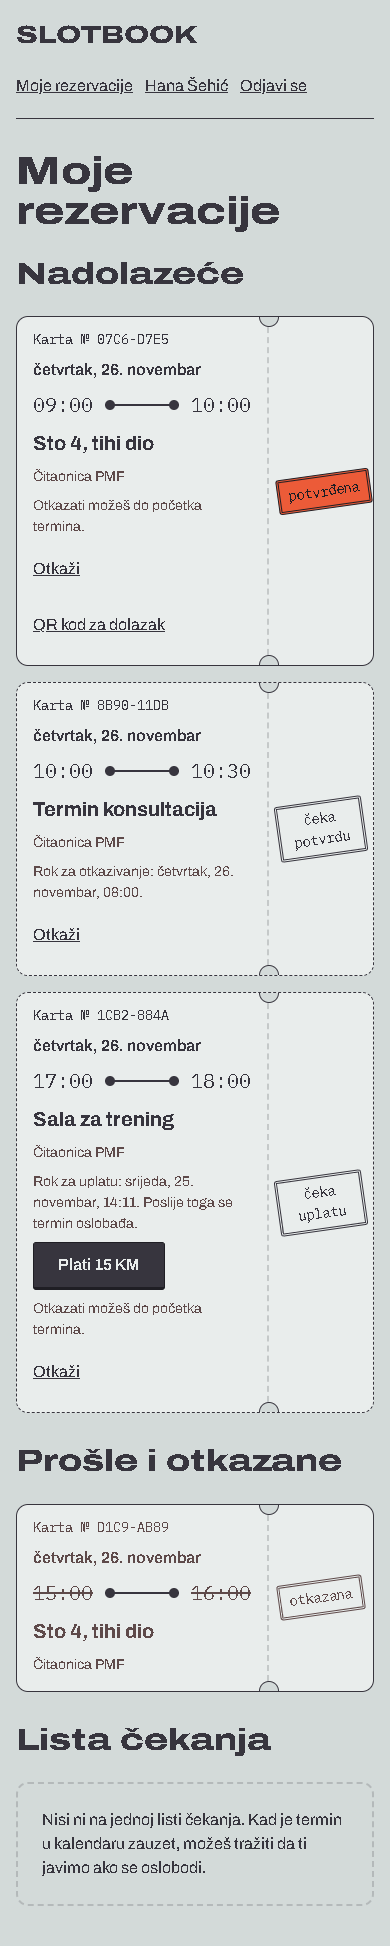 SLOTBOOK
Moje rezervacije Hana Šehić Odjavi se
Moje
rezervacije
Nadolazeće
Karta № 07C6-D7E5
četvrtak, 26. novembar
09:00 10:00
Sto 4, tihi dio
Čitaonica PMF
potvrđena
Otkazati možeš do početka
termina.
Otkaži
QR kod za dolazak
Karta № 8B90-11DB
četvrtak, 26. novembar
10:00 10:30
Termin konsultacija
čeka
potvrdu
Čitaonica PMF
Rok za otkazivanje: četvrtak, 26.
novembar, 08:00.
Otkaži
Karta № 1CB2-884A
četvrtak, 26. novembar
17:00 18:00
Sala za trening
Čitaonica PMF
Rok za uplatu: srijeda, 25.
novembar, 14:11. Poslije toga se
termin oslobađa.
čeka
uplatu
Plati 15 KM
Otkazati možeš do početka
termina.
Otkaži
Prošle i otkazane
Karta № D1C9-AB89
četvrtak, 26. novembar
15:00 16:00
otkazana
Sto 4, tihi dio
Čitaonica PMF
Lista čekanja
Nisi ni na jednoj listi čekanja. Kad je termin
u kalendaru zauzet, možeš tražiti da ti
javimo ako se oslobodi.